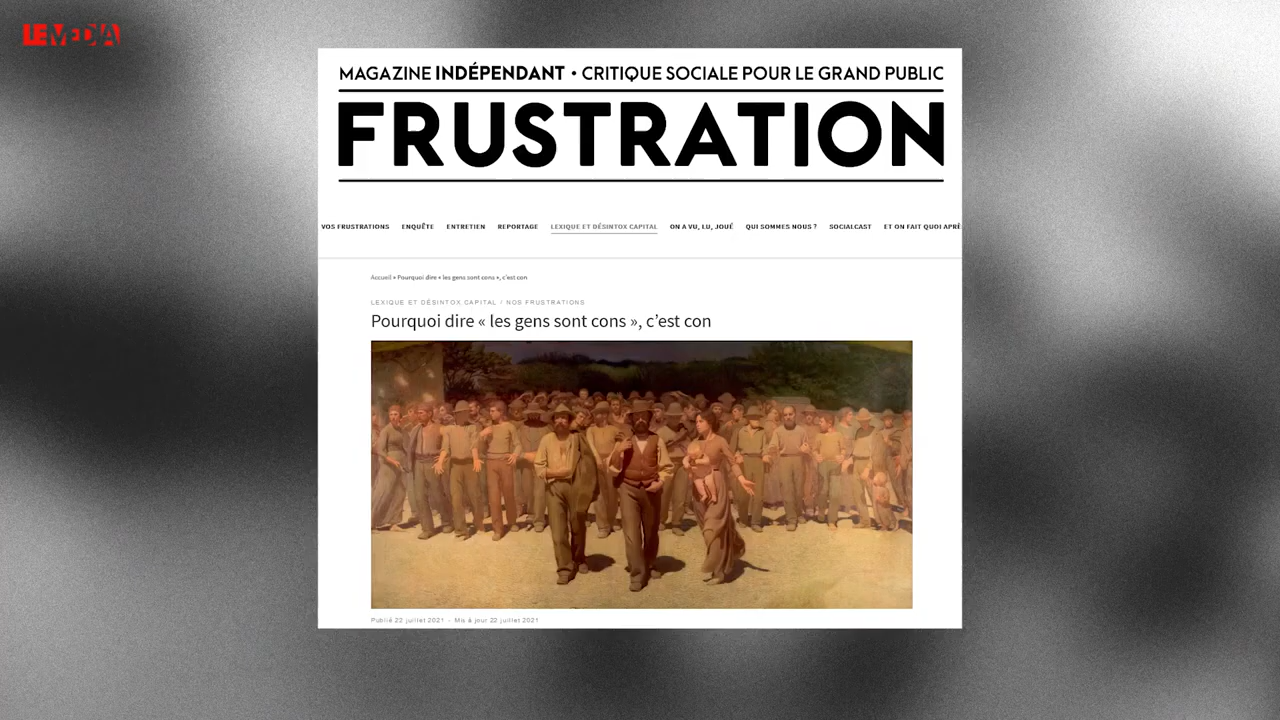 LEMEDIA
MAGAZINE INDÉPENDANT • CRITIQUE SOCIALE POUR LE GRAND PUBLIC
FRUSTRATION
VOS FRUSTRATIONS ENQUÊTE ENTRETIEN REPORTAGE LEXIQUE ET DÉSINTOX CAPITAL ON A VU, LU, JOUÉ QUI SOMMES NOUS ? SOCIALCAST ET ON FAIT QUOI APRÈ
Accueil » Pourquoi dire « les gens sont cons », c'est con
LEXIQUE ET DÉSINTOX CAPITAL / NOS FRUSTRATIONS
Pourquoi dire « les gens sont cons », c'est con
Publié 22 juillet 2021 - Mis à jour 22 juillet 2021